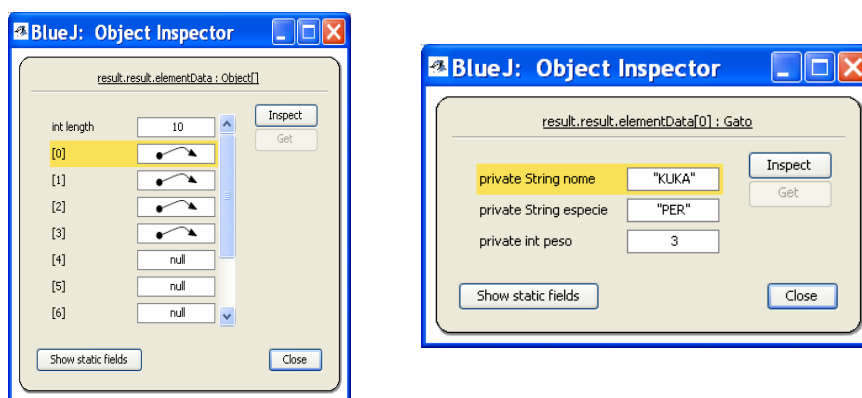 BlueJ: Object Inspector
result.result.elementData : Object[]
int length 10 Inspect
[0] Get
[1]
[2]
[3]
[4] null
[5] null
[6] null
Show static fields Close
BlueJ: Object Inspector
result.result.elementData[0] : Gato
private String nome "KUKA" Inspect
private String especie "PER" Get
private int peso 3
Show static fields Close